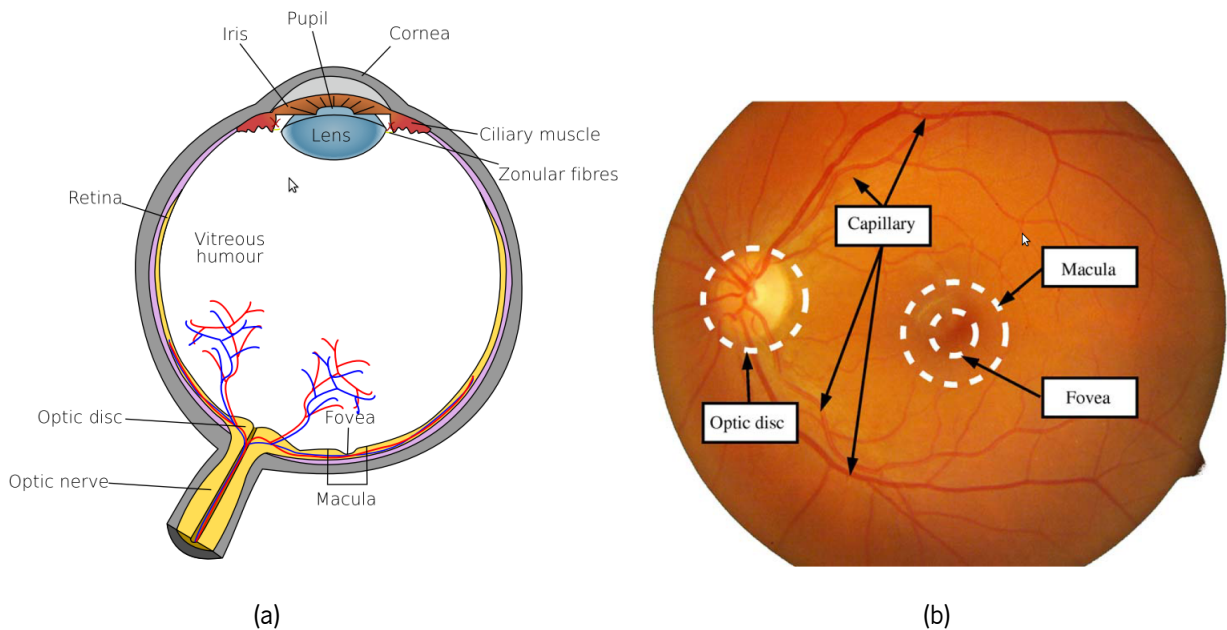 Pupil
Iris
Cornea
Lens
Ciliary muscle
Zonular fibres
Retina
Vitreous
humour
Optic disc
Fovea
Optic nerve
Macula
(a)
Capillary
Macula
Optic disc
Fovea
(b)